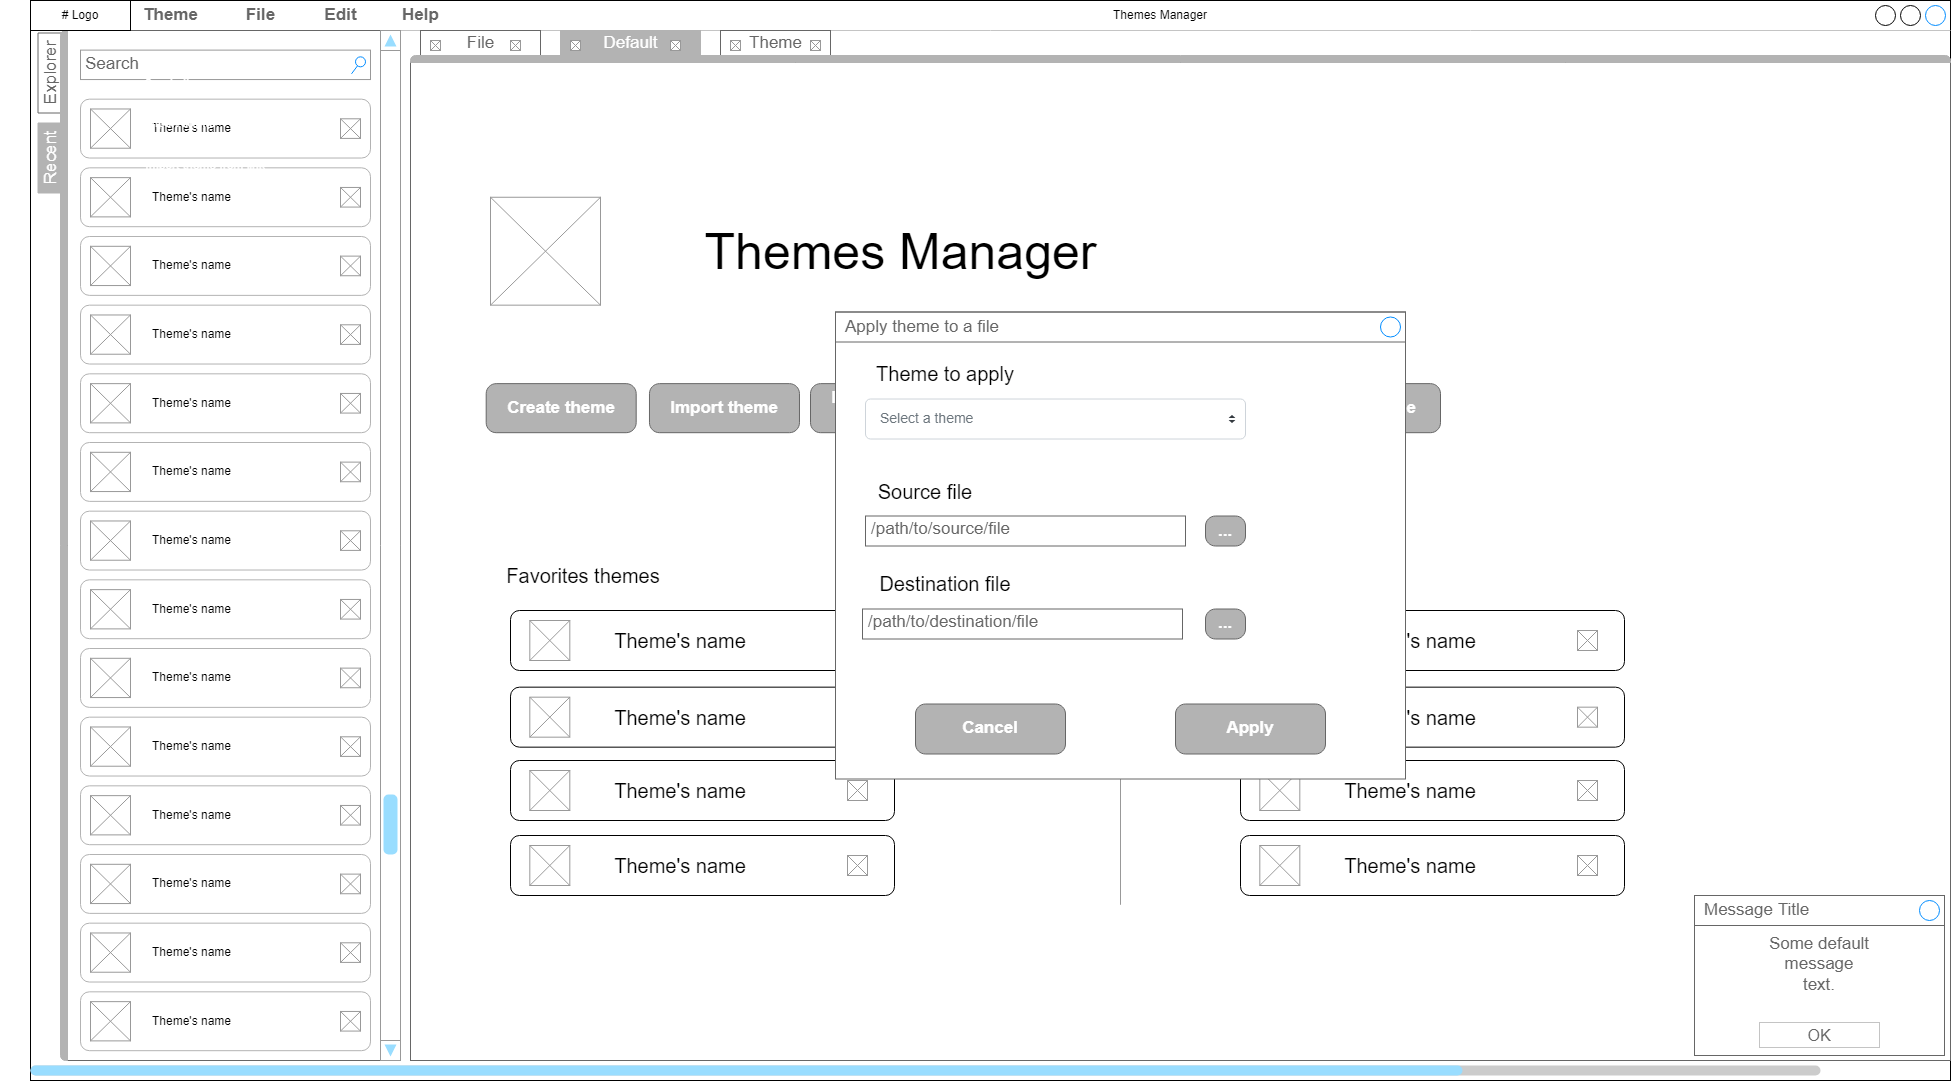 # Logo
Theme
File
Edit
Help
Themes Manager
Explorer
Recent
Search
Theme's name
Theme's name
Theme's name
Theme's name
Theme's name
Theme's name
Theme's name
Theme's name
Theme's name
Theme's name
Theme's name
Theme's name
Theme's name
Theme's name
File
Default
Theme
Themes Manager
Create theme
Import theme
Apply theme to a file
Theme to apply
Select a theme
Source file
/path/to/source/file
...
Destination file
/path/to/destination/file
...
Cancel
Apply
Favorites themes
Theme's name
Theme's name
Theme's name
Theme's name
's name
's name
Theme's name
Theme's name
Message Title
Some default
message
text.
OK